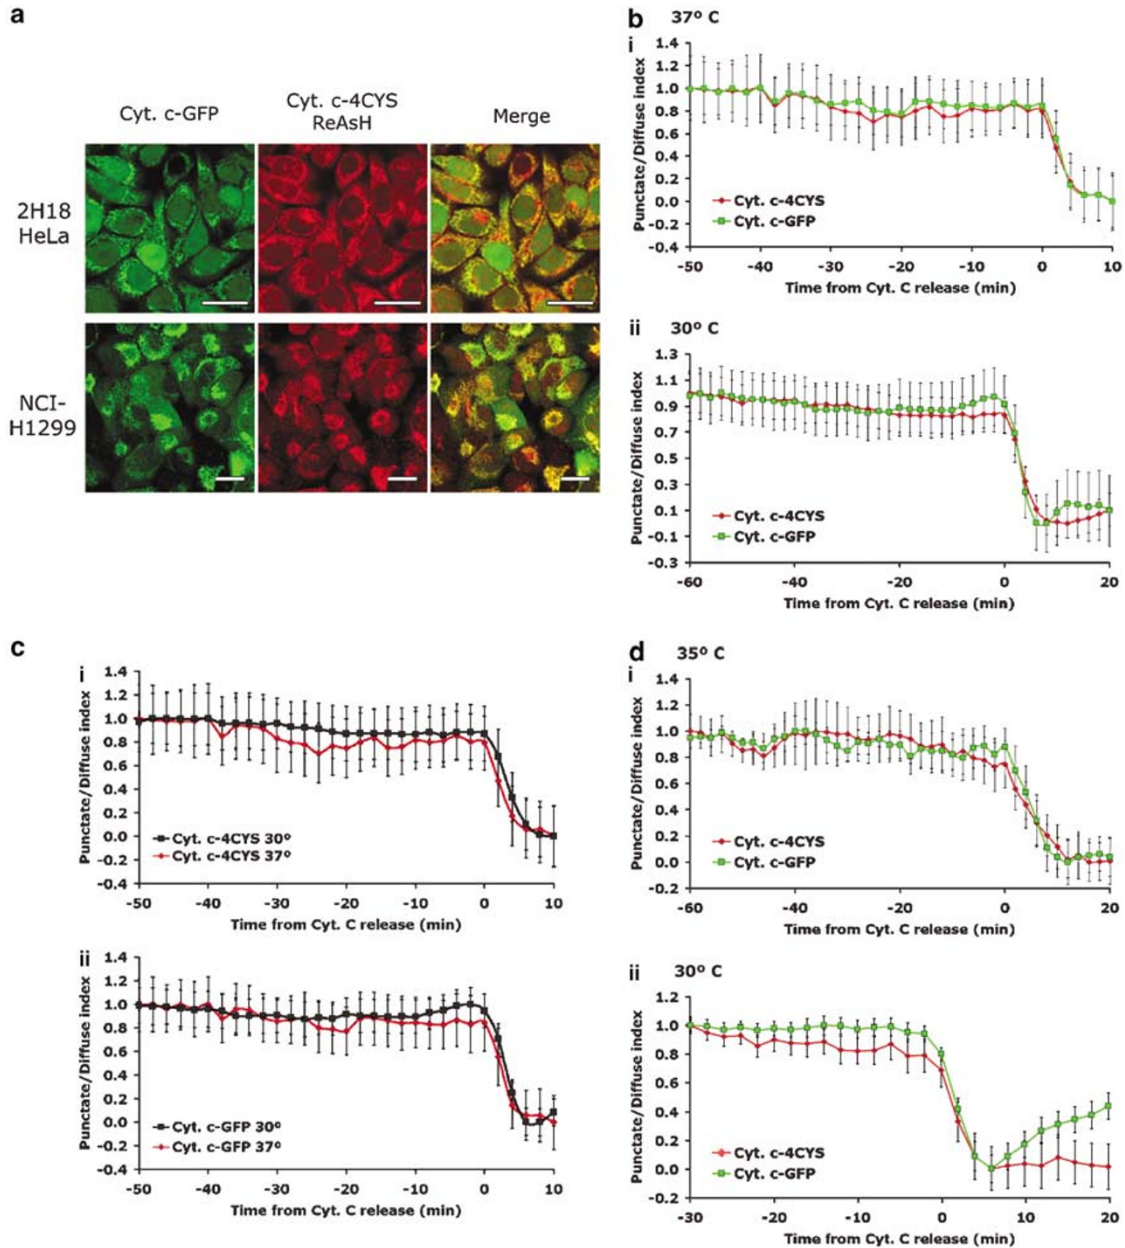 a
Cyt. c-GFP
Cyt. c-4CYS
ReAsH
Merge
2H18
HeLa
NCI-
H1299
b
37º C
i
Punctate/Diffuse index
1.4
1.2
1.0
0.8
0.6
0.4
0.2
0.0
-0.2
-0.4
Cyt. c-4CYS
Cyt. c-GFP
-50 -40 -30 -20 -10 0 10
Time from Cyt. C release (min)
ii
30º C
Punctate/Diffuse index
1.3
1.1
0.9
0.7
0.5
0.3
0.1
-0.1
-0.3
Cyt. c-4CYS
Cyt. c-GFP
-60 -40 -20 0 20
Time from Cyt. C release (min)
c
i
Punctate/Diffuse index
1.4
1.2
1.0
0.8
0.6
0.4
0.2
0.0
-0.2
-0.4
Cyt. c-4CYS 30º
Cyt. c-4CYS 37º
-50 -40 -30 -20 -10 0 10
Time from Cyt. C release (min)
ii
Punctate/Diffuse index
1.4
1.2
1.0
0.8
0.6
0.4
0.2
0.0
-0.2
-0.4
Cyt. c-GFP 30º
Cyt. c-GFP 37º
-50 -40 -30 -20 -10 0 10
Time from Cyt. C release (min)
d
35º C
i
Punctate/Diffuse index
1.4
1.2
1.0
0.8
0.6
0.4
0.2
0.0
-0.2
Cyt. c-4CYS
Cyt. c-GFP
-60 -40 -20 0 20
Time from Cyt. C release (min)
ii
30º C
Punctate/Diffuse index
1.2
1.0
0.8
0.6
0.4
0.2
0.0
-0.2
Cyt. c-4CYS
Cyt. c-GFP
-30 -20 -10 0 10 20
Time from Cyt. C release (min)